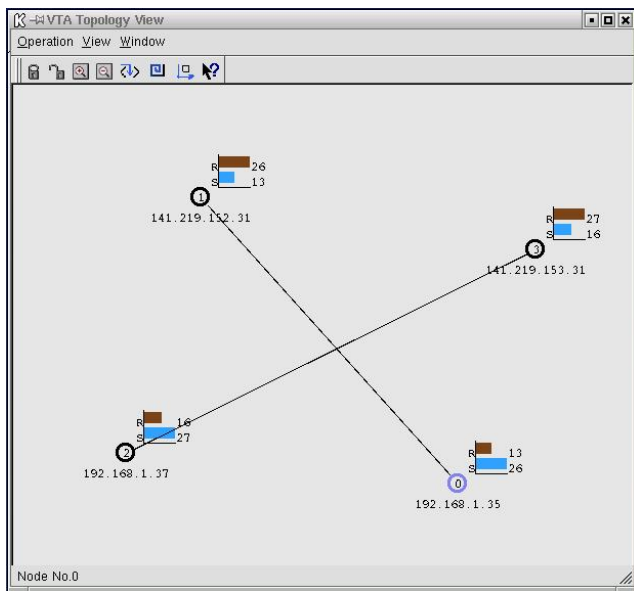 VTA Topology View
Operation View Window
R 26
S 13
1
141.219.152.31
R 27
S 16
3
141.219.153.31
R 16
S 27
2
192.168.1.37
R 13
S 26
0
192.168.1.35
Node No.0